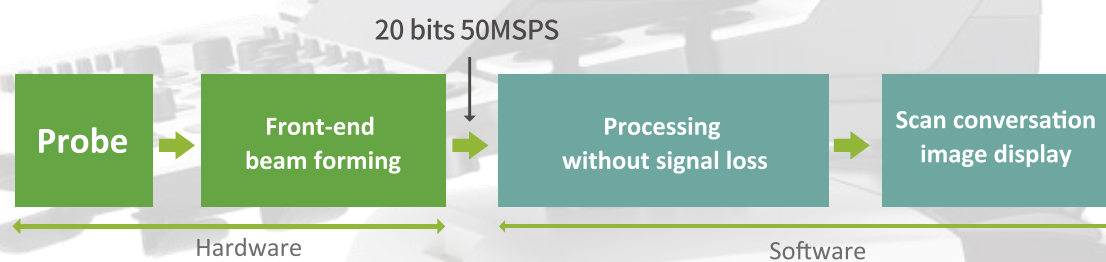 20 bits 50MSPS
Probe
Front-end
beam forming
Processing
without signal loss
Scan conversation
image display
Hardware
Software